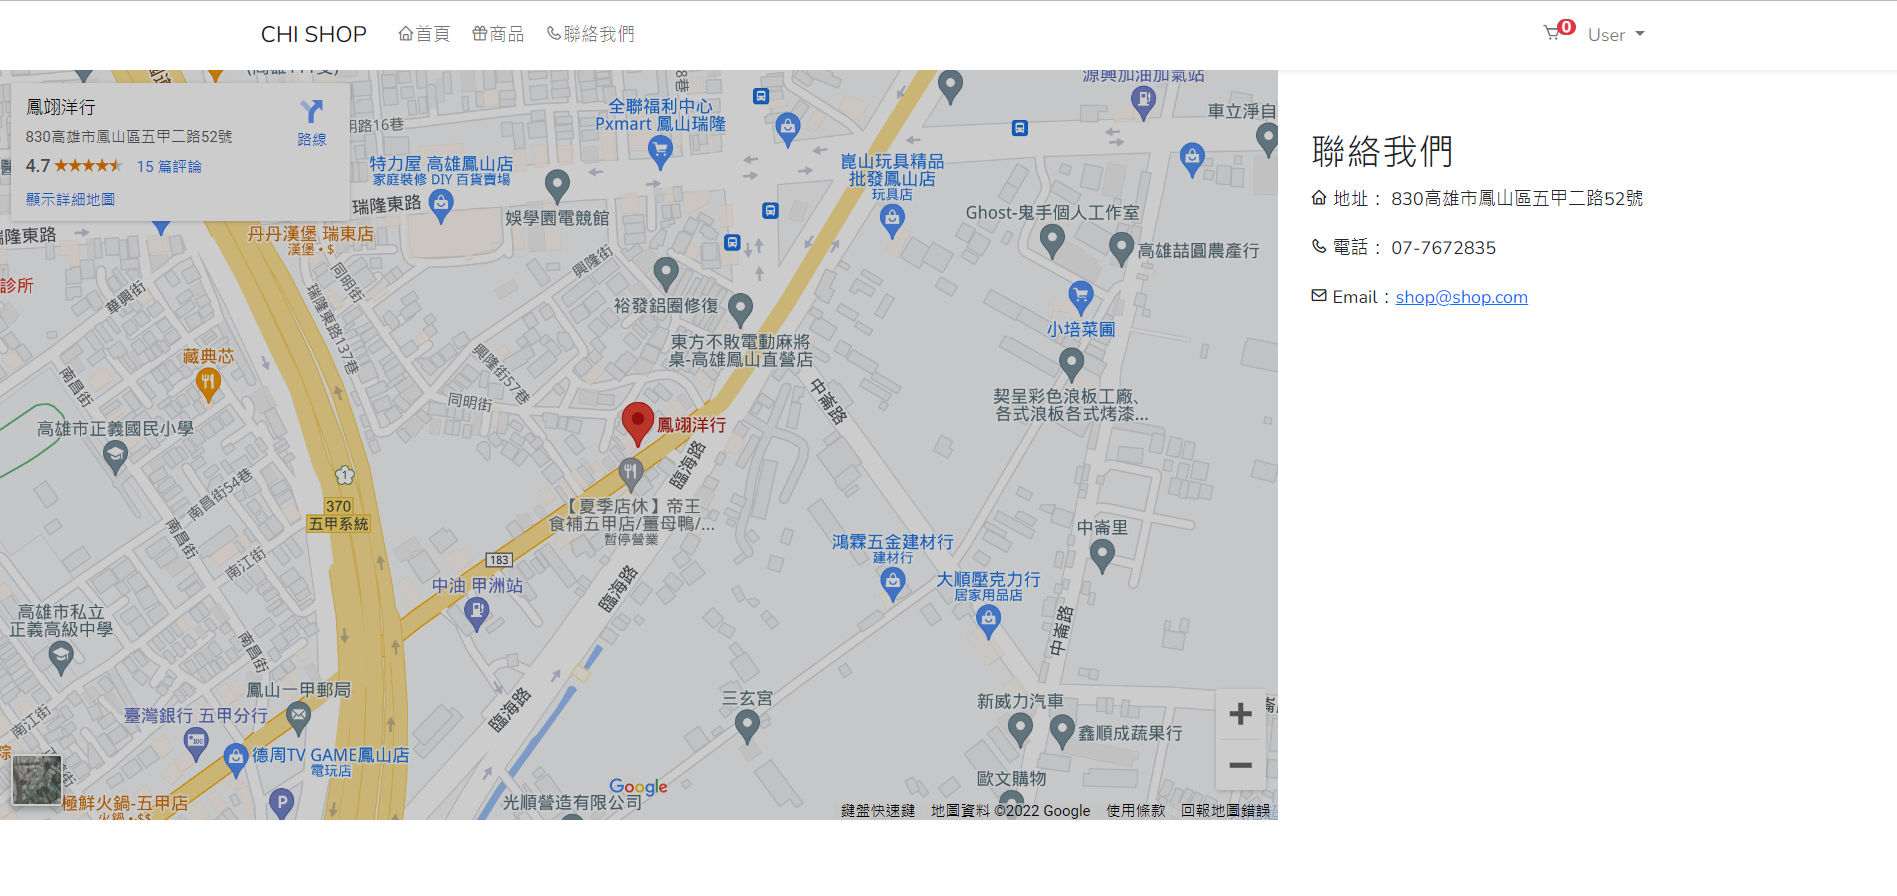 CHI SHOP
首頁
商品
聯絡我們
0
User
鳳翊洋行
830高雄市鳳山區五甲二路52號
4.7
15 篇評論
顯示詳細地圖
路線
明路16巷
全聯福利中心
Pxmart 鳳山瑞隆
源興加油加氣站
車立淨自
特力屋 高雄鳳山店
家庭裝修 DIY 百貨賣場
崑山玩具精品
批發鳳山店
玩具店
瑞隆東路
娛學園電競館
Ghost-鬼手個人工作室
高雄喆圓農產行
丹丹漢堡 瑞東店
漢堡 • $
隆東路
診所
華興街
同明街
瑞隆東路137巷
興隆街
裕發鋁圈修復
東方不敗電動麻將
桌-高雄鳳山直營店
小培菜圃
藏典芯
南昌街
興隆街57巷
同明街
中崙路
契呈彩色浪板工廠、
各式浪板各式烤漆...
高雄市正義國民小學
鳳翊洋行
臨海路
1
南昌街54巷
370
五甲系統
南昌街
南江街
【夏季店休】帝王
食補五甲店/薑母鴨/...
暫停營業
183
中油 甲洲站
臨海路
鴻霖五金建材行
建材行
中崙里
大順壓克力行
居家用品店
中崙路
高雄市私立
正義高級中學
南昌街
鳳山一甲郵局
臺灣銀行 五甲分行
南江街
臨海路
三玄宮
新威力汽車
鑫順成蔬果行
德周TV GAME鳳山店
電玩店
歐文購物
極鮮火鍋-五甲店
火鍋 • $$
P
Google
光順營造有限公司
鍵盤快速鍵
地圖資料 ©2022 Google
使用條款
回報地圖錯誤
聯絡我們
地址： 830高雄市鳳山區五甲二路52號
電話： 07-7672835
Email：shop@shop.com